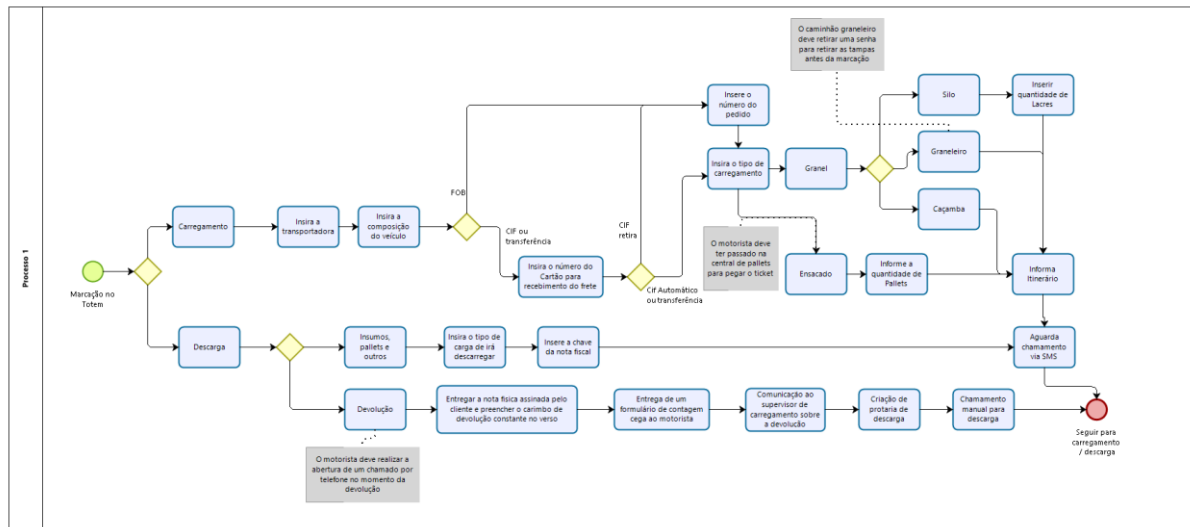 Processo 1
Marcação no
Totem
O caminhão graneleiro
deve retirar uma senha
para retirar as tampas
antes da marcação
Silo
Inserir
quantidade de
Lacres
Insere o
número do
pedido
Graneleiro
Insira o tipo de
carregamento
Granel
FOB
Caçamba
Carregamento
Insira a
transportadora
Insira a
composição
do veículo
CIF ou
transferência
CIF
retira
O motorista deve
ter passado na
central de pallets
para pegar o ticket
Insira o número do
Cartão para
recebimento do frete
Cif Automático
ou transferência
Ensacado
Informe a
quantidade de
Pallets
Informa
Itinerário
Descarga
Insumos,
pallets e
outros
Insira o tipo de
carga de irá
descarregar
Insere a chave
da nota fiscal
Aguarda
chamamento
via SMS
Devolução
Entregar a nota fisica assinada pelo
cliente e preencher o carimbo de
devolução constante no verso
Entrega de um
formulário de contagem
cega ao motorista
Comunicação ao
supervisor de
carregamento sobre
a devolução
Criação de
protaria de
descarga
Chamamento
manual para
descarga
Seguir para
carregamento
/ descarga
O motorista deve realizar a
abertura de um chamado por
telefone no momento da
devolução